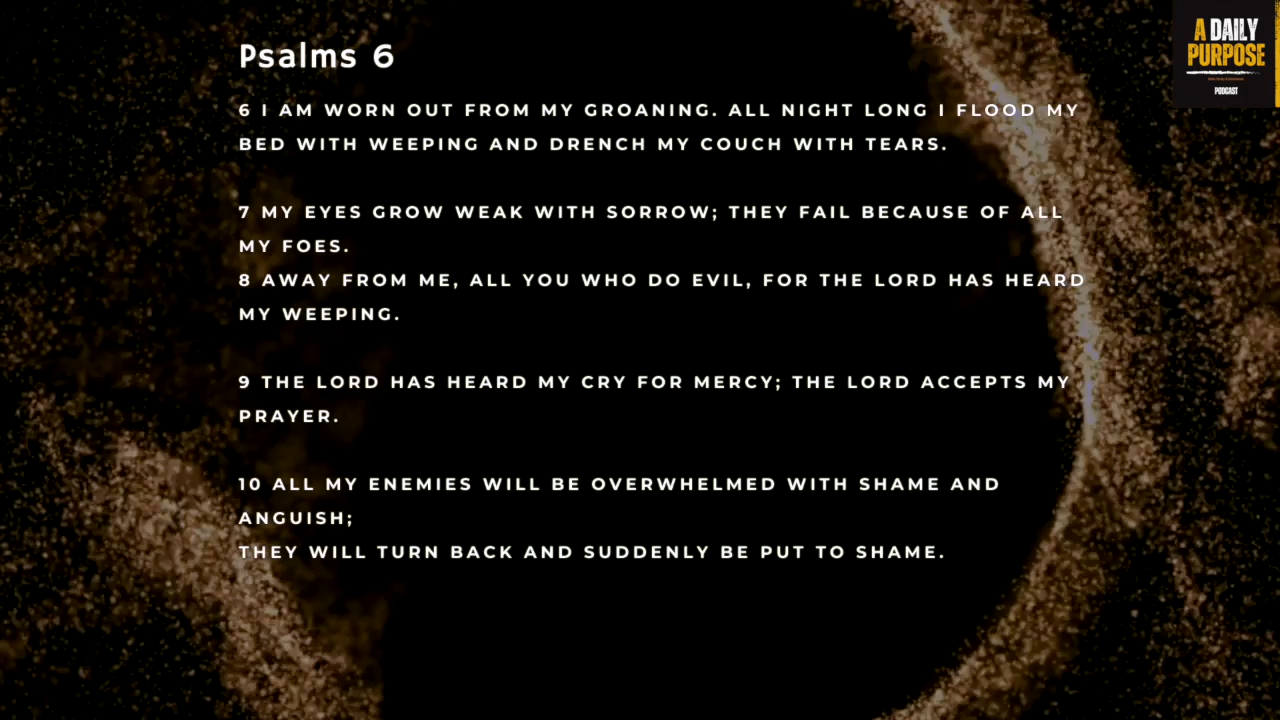 Psalms 6
6 I AM WORN OUT FROM MY GROANING. ALL NIGHT LONG I FLOOD MY
BED WITH WEEPING AND DRENCH MY COUCH WITH TEARS.
7 MY EYES GROW WEAK WITH SORROW; THEY FAIL BECAUSE OF ALL
MY FOES.
8 AWAY FROM ME, ALL YOU WHO DO EVIL, FOR THE LORD HAS HEARD
MY WEEPING.
9 THE LORD HAS HEARD MY CRY FOR MERCY; THE LORD ACCEPTS MY
PRAYER.
10 ALL MY ENEMIES WILL BE OVERWHELMED WITH SHAME AND
ANGUISH;
THEY WILL TURN BACK AND SUDDENLY BE PUT TO SHAME.
A DAILY
PURPOSE
PODCAST